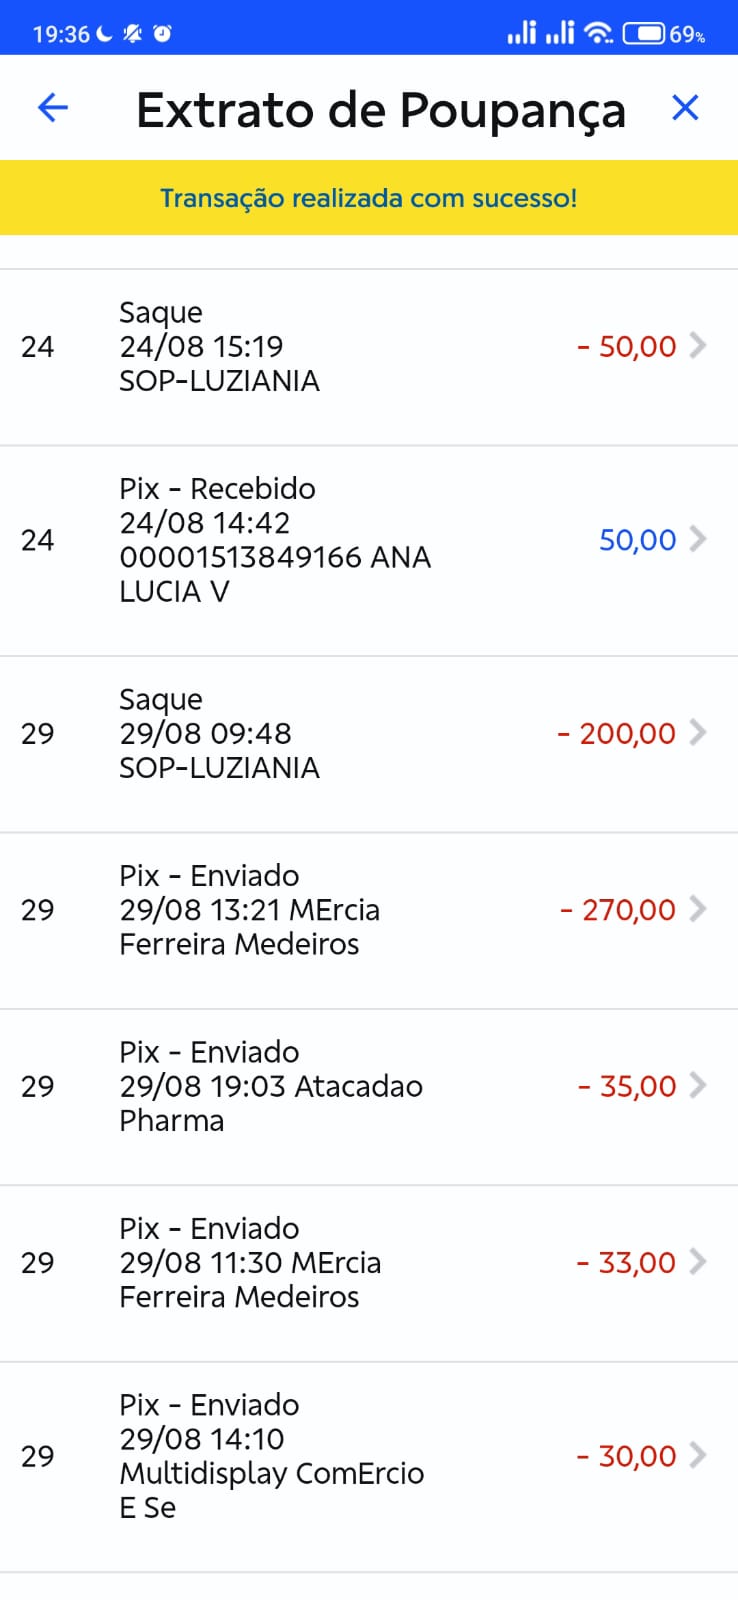 19:36
69%
Extrato de Poupança
Transação realizada com sucesso!
Saque
24 24/08 15:19 - 50,00
SOP-LUZIANIA
Pix - Recebido
24/08 14:42
24 50,00
00001513849166 ANA
LUCIA V
Saque
29 29/08 09:48 - 200,00
SOP-LUZIANIA
Pix - Enviado
29 29/08 13:21 MErcia - 270,00
Ferreira Medeiros
Pix - Enviado
29 29/08 19:03 Atacadao - 35,00
Pharma
Pix - Enviado
29 29/08 11:30 MErcia - 33,00
Ferreira Medeiros
Pix - Enviado
29/08 14:10
29 - 30,00
Multidisplay ComErcio
E Se